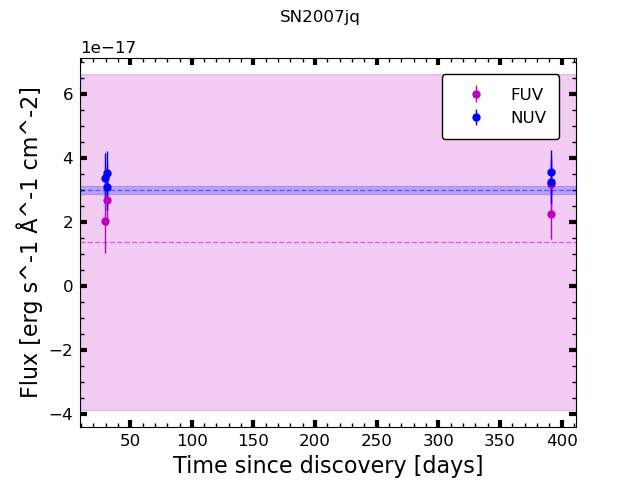 SN2007jq
1e−17
FUV
NUV
6
4
2
0
−2
−4
50 100 150 200 250 300 350 400
Time since discovery [days]
Flux [erg s^-1 Å^-1 cm^-2]